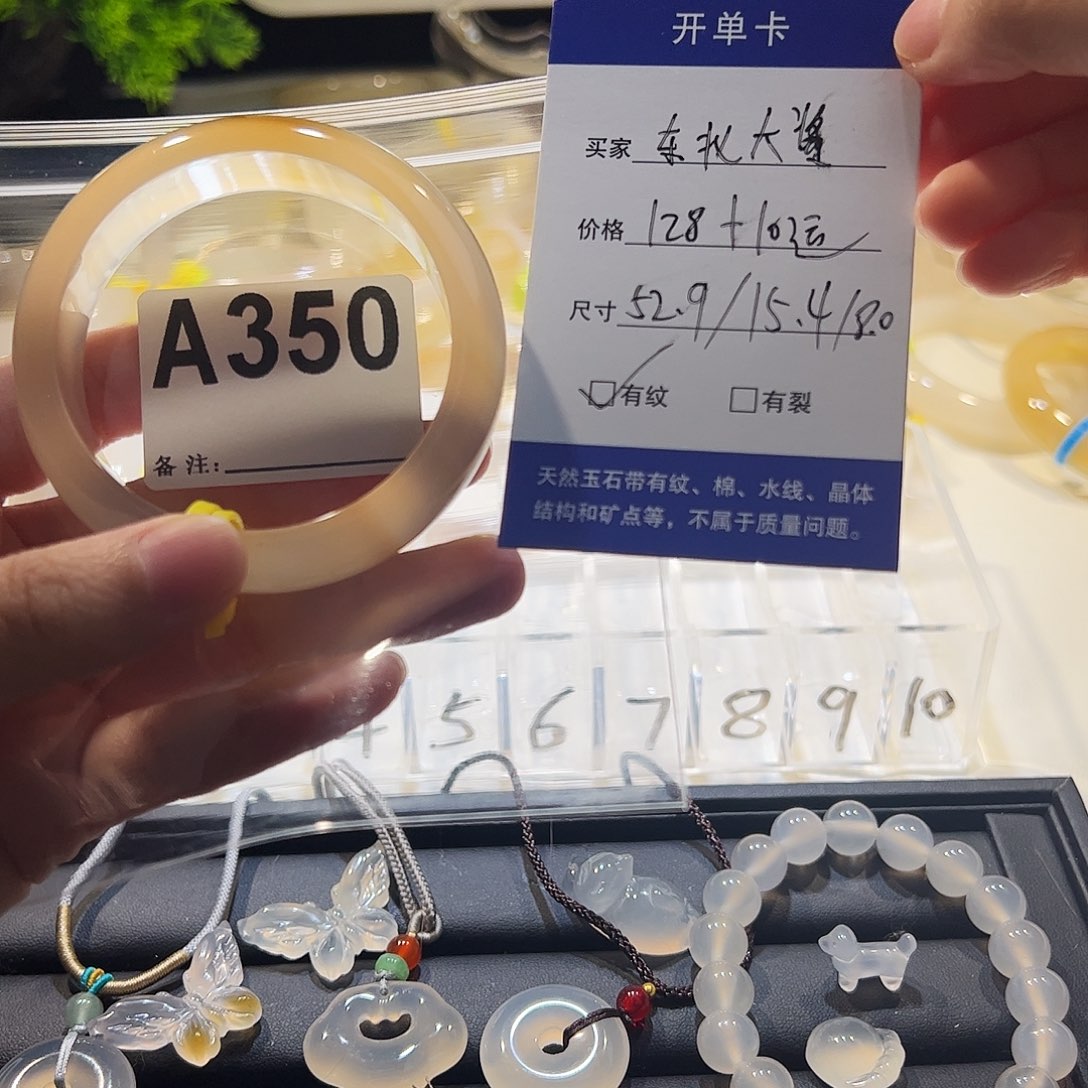 开单卡
买家 东北大篷
价格 128+10运
尺寸 52.9/15.4/8.0
有纹 有裂
天然玉石带有纹、棉、水线、晶体
结构和矿点等，不属于质量问题。
A350
备注:
4 5 6 7 8 9 10